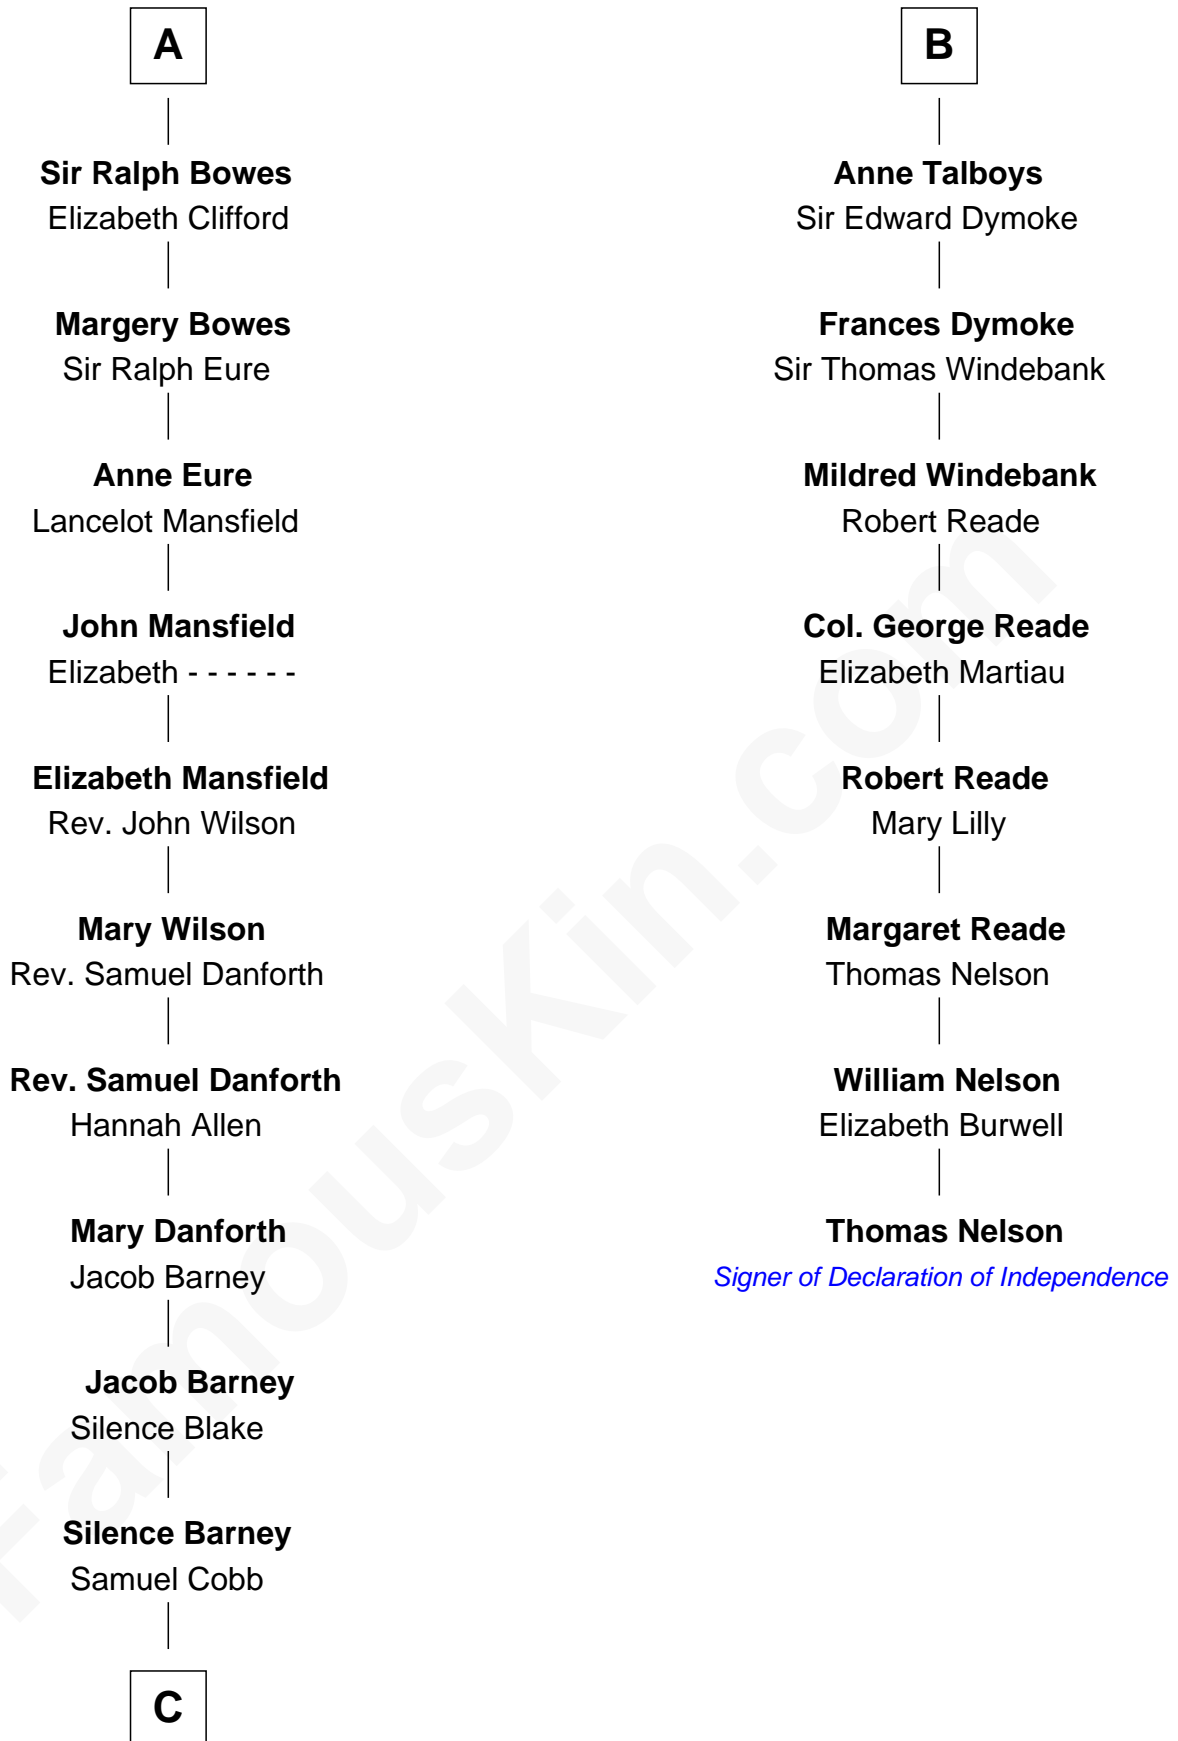 A
Sir Ralph Bowes
Elizabeth Clifford
Margery Bowes
Sir Ralph Eure
Anne Eure
Lancelot Mansfield
John Mansfield
Elizabeth - - - - - -
Elizabeth Mansfield
Rev. John Wilson
Mary Wilson
Rev. Samuel Danforth
Rev. Samuel Danforth
Hannah Allen
Mary Danforth
Jacob Barney
Jacob Barney
Silence Blake
Silence Barney
Samuel Cobb
C
B
Anne Talboys
Sir Edward Dymoke
Frances Dymoke
Sir Thomas Windebank
Mildred Windebank
Robert Reade
Col. George Reade
Elizabeth Martiau
Robert Reade
Mary Lilly
Margaret Reade
Thomas Nelson
William Nelson
Elizabeth Burwell
Thomas Nelson
Signer of Declaration of Independence
FamousKin.com